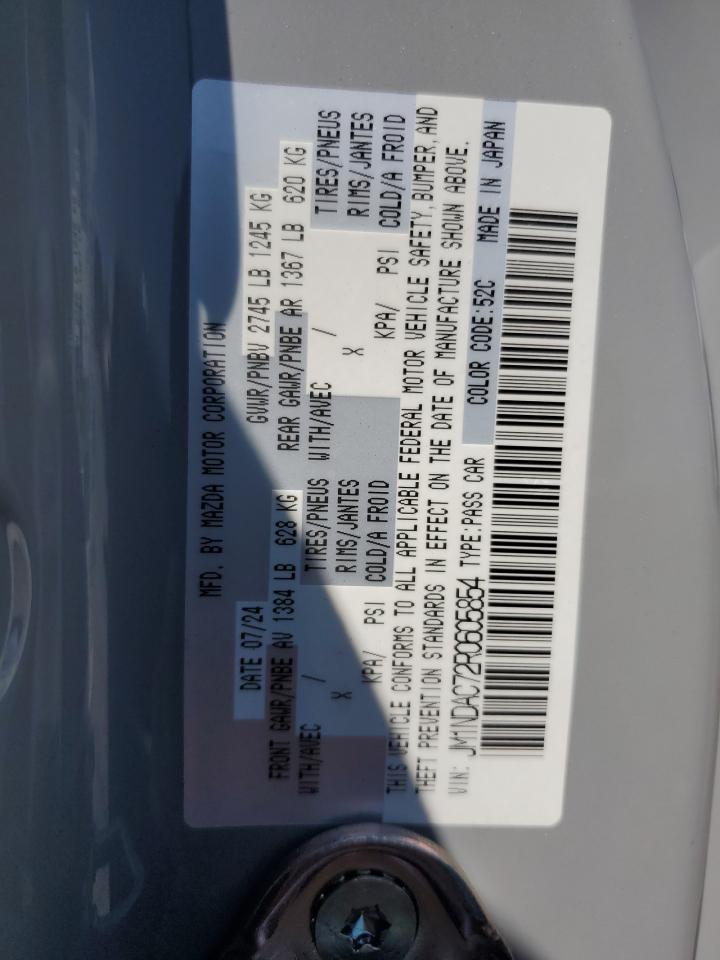 MFD. BY MAZDA MOTOR CORPORATION
DATE 07/24 GVWR/PNBV 2745 LB 1245 KG
FRONT GAWR/PNBE AV 1384 LB 628 KG REAR GAWR/PNBE AR 1367 LB 620 KG
WITH/AVEC / TIRES/PNEUS WITH/AVEC / TIRES/PNEUS
X RIMS/JANTES X RIMS/JANTES
KPA/ PSI COLD/A FROID KPA/ PSI COLD/A FROID
THIS VEHICLE CONFORMS TO ALL APPLICABLE FEDERAL MOTOR VEHICLE SAFETY, BUMPER, AND
THEFT PREVENTION STANDARDS IN EFFECT ON THE DATE OF MANUFACTURE SHOWN ABOVE.
VIN: JM1NDAC72R0605854 TYPE:PASS CAR COLOR CODE:52C MADE IN JAPAN